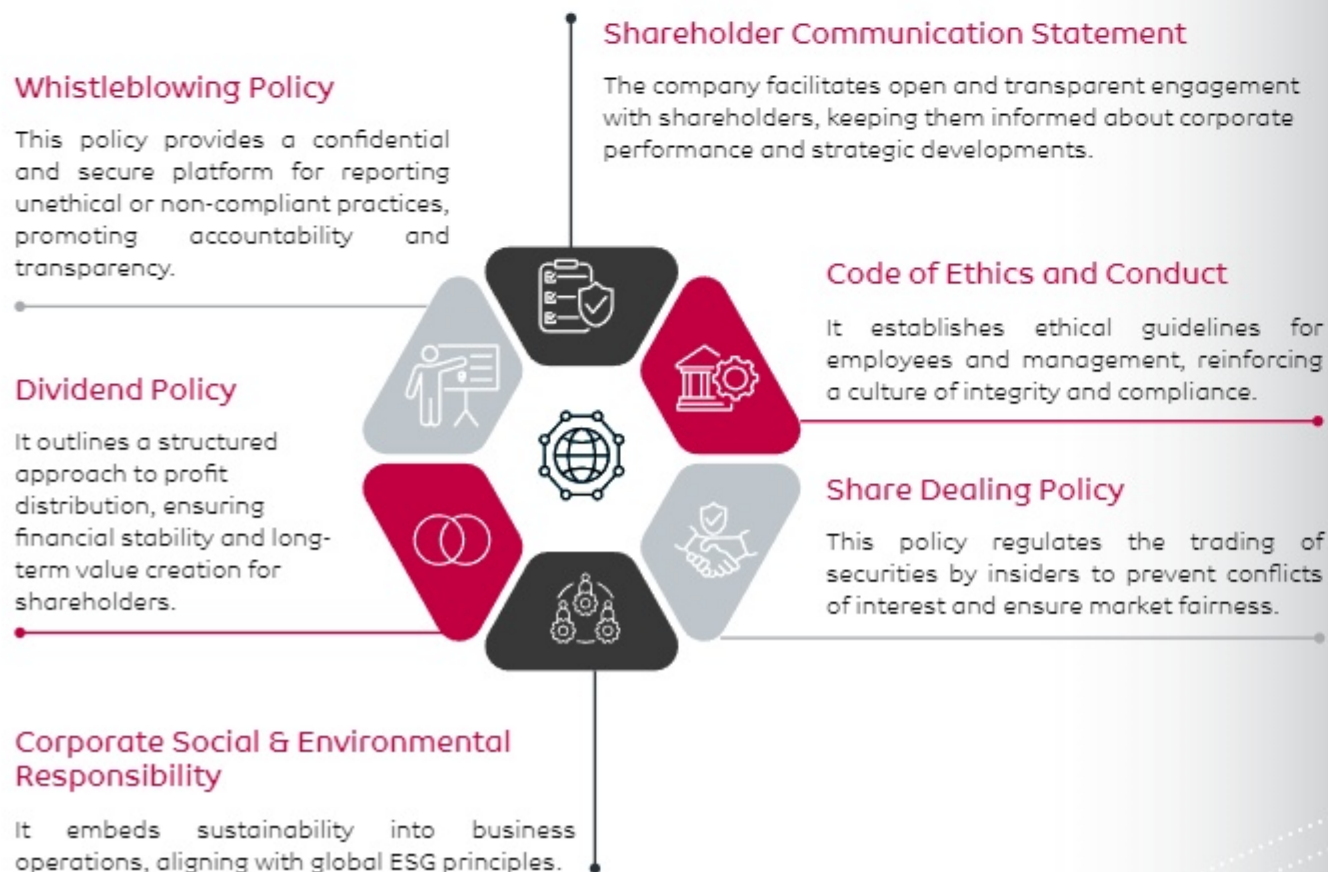 Shareholder Communication Statement
The company facilitates open and transparent engagement
with shareholders, keeping them informed about corporate
performance and strategic developments.
Whistleblowing Policy
This policy provides a confidential
and secure platform for reporting
unethical or non-compliant practices,
promoting accountability and
transparency.
Code of Ethics and Conduct
It establishes ethical guidelines for
employees and management, reinforcing
a culture of integrity and compliance.
Dividend Policy
It outlines a structured
approach to profit
distribution, ensuring
financial stability and long-
term value creation for
shareholders.
Share Dealing Policy
This policy regulates the trading of
securities by insiders to prevent conflicts
of interest and ensure market fairness.
Corporate Social & Environmental
Responsibility
It embeds sustainability into business
operations, aligning with global ESG principles.